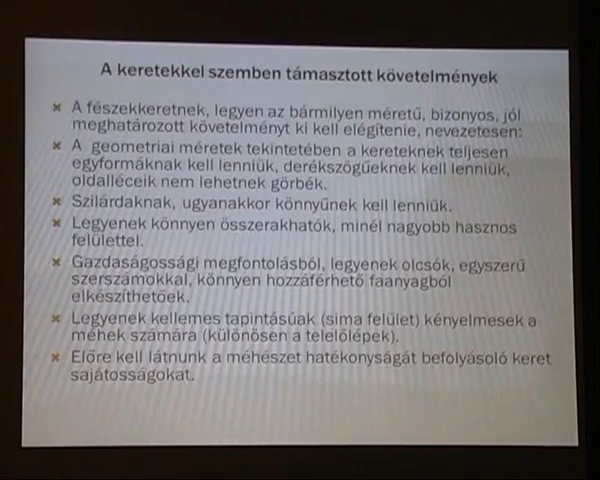 A keretekkel szemben támasztott követelmények
× A fészekkeretnek, legyen az bármilyen méretű, bizonyos, jól
meghatározott követelményt ki kell elégítenie, nevezetesen:
× A geometriai méretek tekintetében a kereteknek teljesen
egyformáknak kell lenniük, derékszögűeknek kell lenniük,
oldalléceik nem lehetnek görbék.
× Szilárdaknak, ugyanakkor könnyűnek kell lenniük.
× Legyenek könnyen összerakhatók, minél nagyobb hasznos
felülettel.
× Gazdaságossági megfontolásból, legyenek olcsók, egyszerű
szerszámokkal, könnyen hozzáférhető faanyagból
elkészíthetőek.
× Legyenek kellemes tapintásúak (sima felület) kényelmesek a
méhek számára (különösen a telelőlépek).
× Előre kell látnunk a méhészet hatékonyságát befolyásoló keret
sajátosságokat.